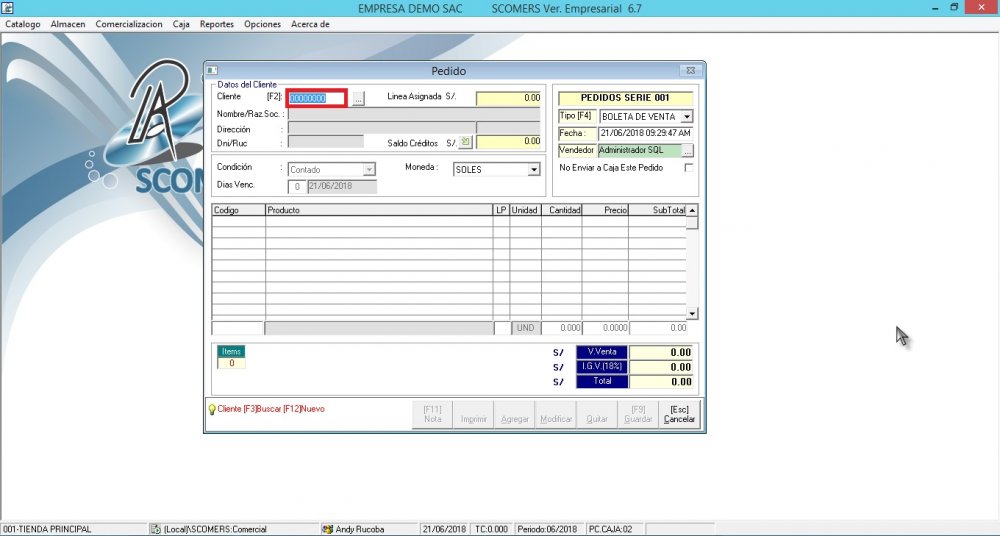 EMPRESA DEMO SAC SCOMERS Ver. Empresarial 6.7
Catalogo Almacen Comercializacion Caja Reportes Opciones Acerca de
SCOM
Pedido
Datos del Cliente
Cliente [F2]: 00000000 ... Linea Asignada S/. 0.00
Nombre/Raz.Soc. :
Dirección :
Dni/Ruc : Saldo Créditos S/. 0.00
PEDIDOS SERIE 001
Tipo [F4] BOLETA DE VENTA
Fecha : 21/06/2018 09:29:47 AM
Vendedor Administrador SQL ...
No Enviar a Caja Este Pedido
Condición : Contado Moneda : SOLES
Dias Venc. 0 21/06/2018
Codigo Producto LP Unidad Cantidad Precio SubTotal
UND 0.000 0.0000 0.00
Items
0
S/ V.Venta 0.00
S/ I.G.V.(18%) 0.00
S/ Total 0.00
Cliente [F3]Buscar [F12]Nuevo
[F11] Nota
Imprimir
Agregar
Modificar
Quitar
[F9] Guardar
[Esc] Cancelar
001-TIENDA PRINCIPAL (Local)\SCOMERS:Comercial Andy Rucoba 21/06/2018 TC:0.000 Periodo:06/2018 PC.CAJA:02